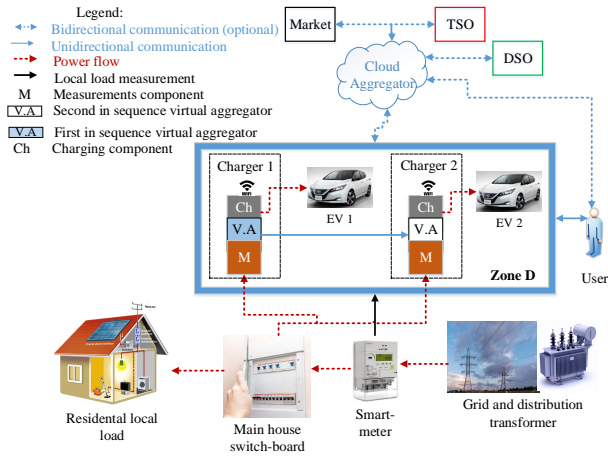 Legend:
Bidirectional communication (optional)
Unidirectional communication
Power flow
Local load measurement
M Measurements component
V.A Second in sequence virtual aggregator
V.A First in sequence virtual aggregator
Ch Charging component
Market
TSO
DSO
Cloud
Aggregator
Charger 1
WIFI
Ch
V.A
M
EV 1
Charger 2
WIFI
Ch
V.A
M
EV 2
Zone D
User
Residental local
load
Main house
switch-board
Smart-
meter
Grid and distribution
transformer